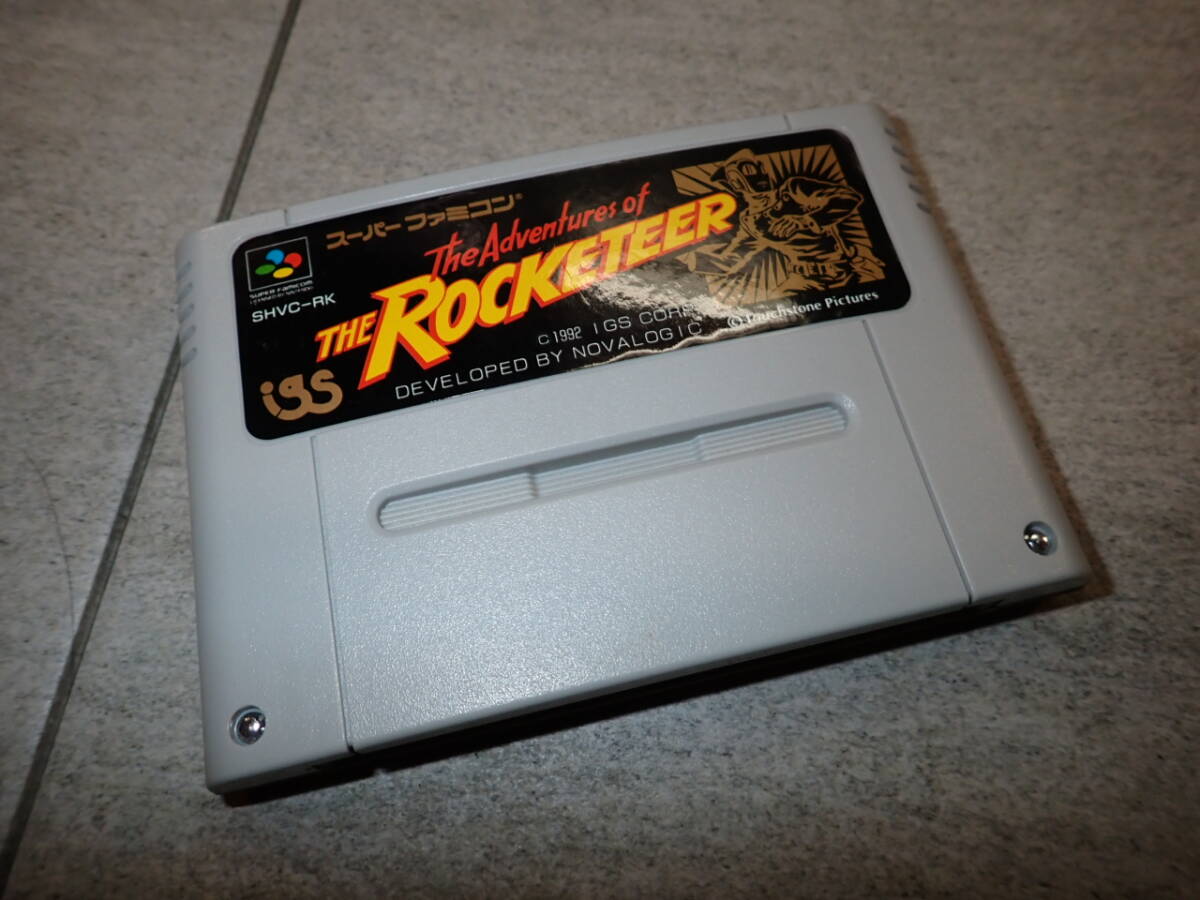 スーパーファミコン®
SUPER FAMICOM
SHVC-RK
The Adventures of
THE ROCKETEER
igs
© 1992 IGS CORP
DEVELOPED BY NOVALOGIC
© Touchstone Pictures